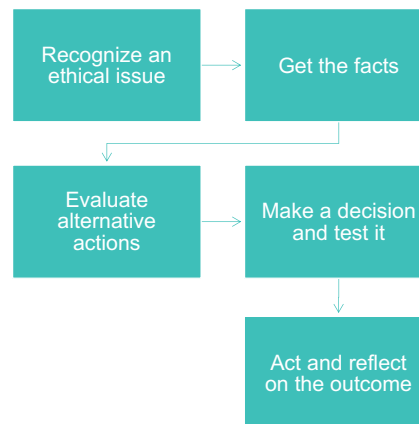 Recognize an
ethical issue
Get the facts
Evaluate
alternative
actions
Make a decision
and test it
Act and reflect
on the outcome